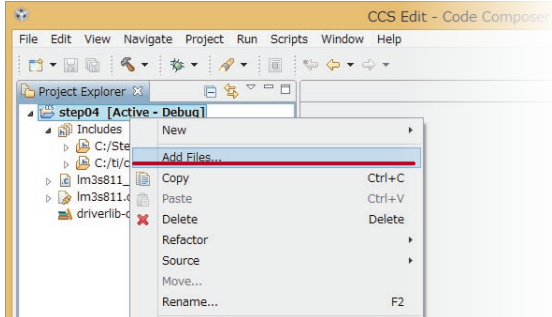 CCS Edit - Code Composer
File Edit View Navigate Project Run Scripts Window Help
Project Explorer
step04 [Active - Debug]
Includes
C:/Ste
C:/ti/c
lm3s811_
lm3s811.c
driverlib-c
New
Add Files...
Copy Ctrl+C
Paste Ctrl+V
Delete Delete
Refactor
Source
Move...
Rename... F2